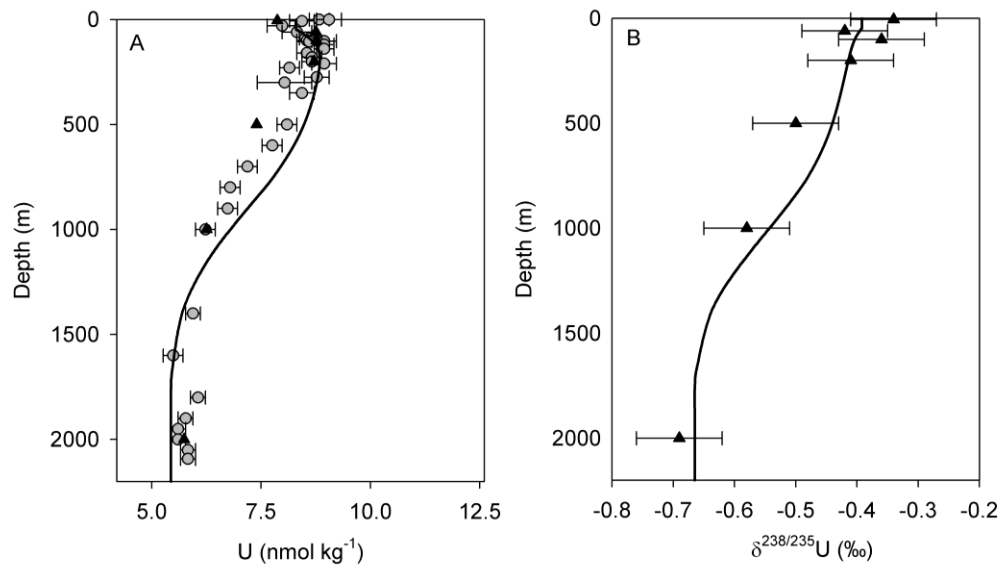 A
0
500
1000
1500
2000
Depth (m)
5.0 7.5 10.0 12.5
U (nmol kg⁻¹)
B
0
500
1000
1500
2000
Depth (m)
-0.8 -0.7 -0.6 -0.5 -0.4 -0.3 -0.2
δ²³⁸/²³⁵U (‰)